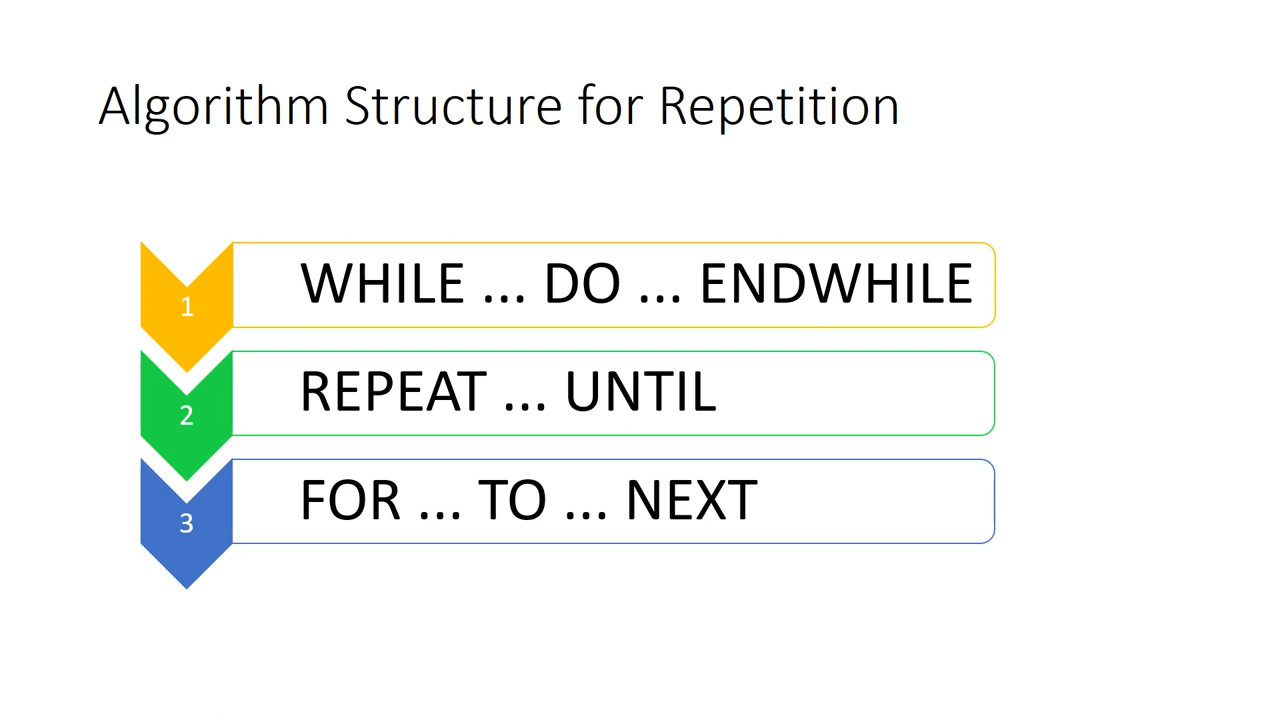 Algorithm Structure for Repetition
1 WHILE ... DO ... ENDWHILE
2 REPEAT ... UNTIL
3 FOR ... TO ... NEXT